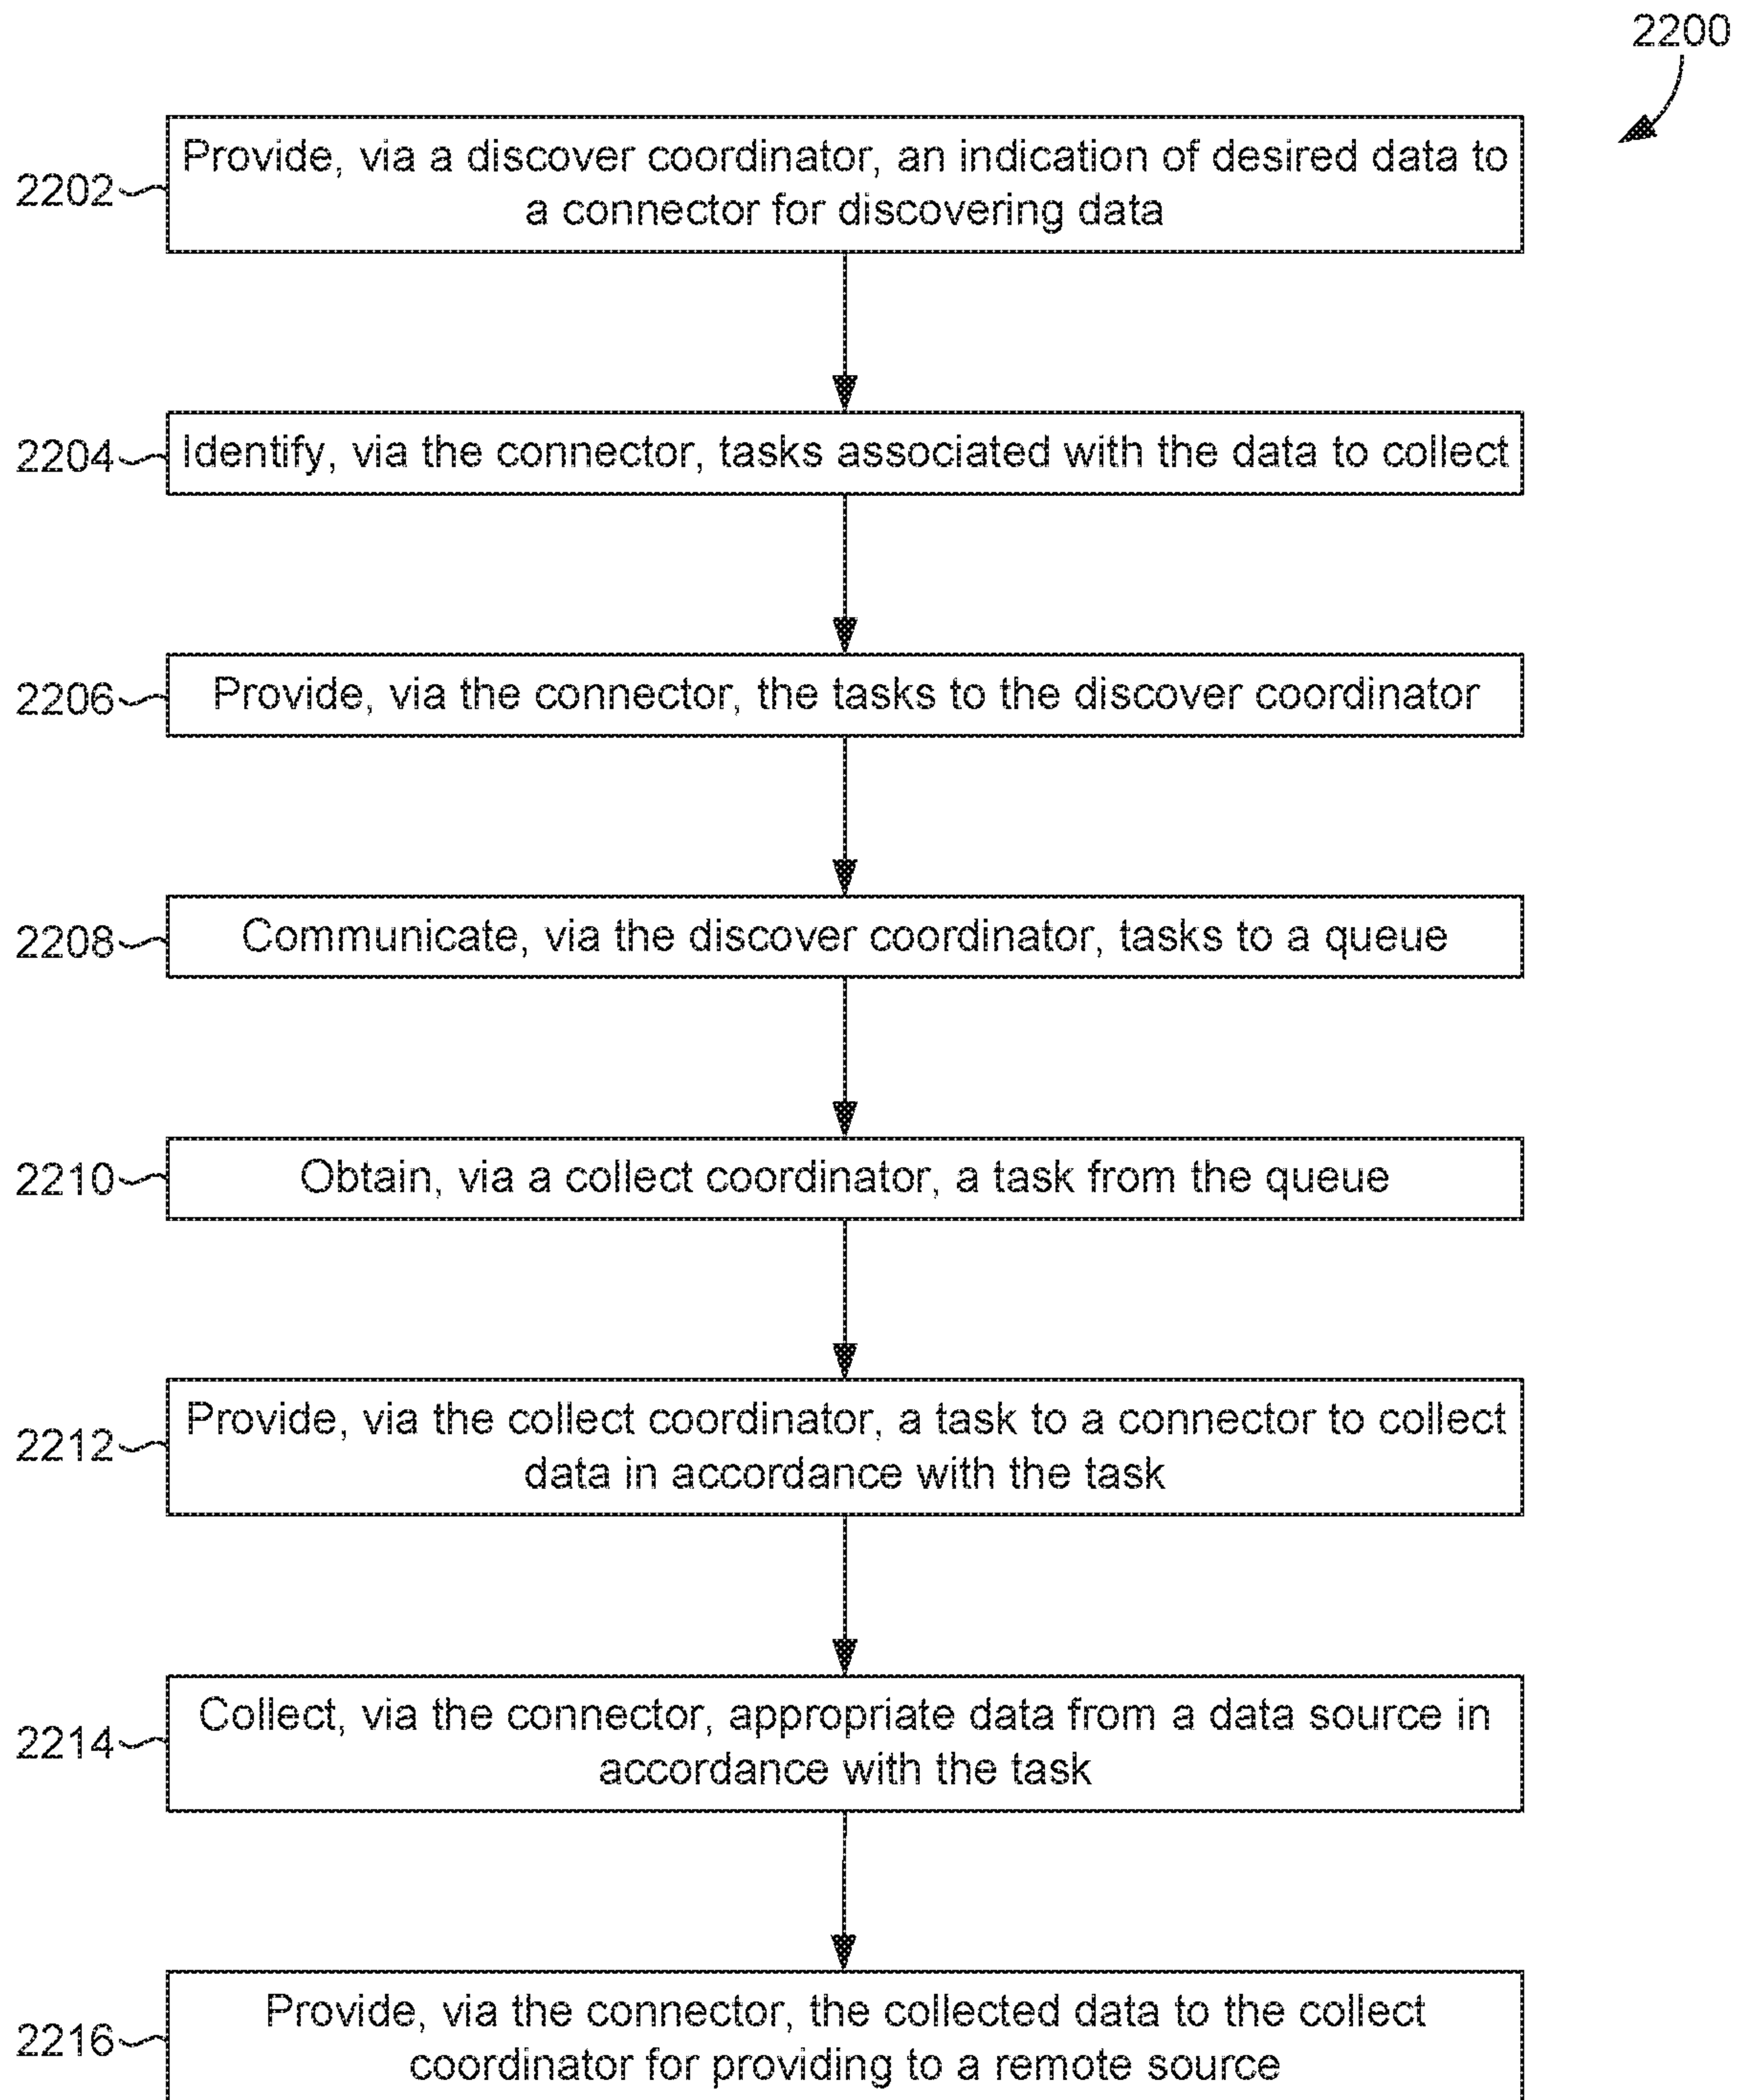 2200
2202
Provide, via a discover coordinator, an indication of desired data to
a connector for discovering data
2204
Identify, via the connector, tasks associated with the data to collect
2206
Provide, via the connector, the tasks to the discover coordinator
2208
Communicate, via the discover coordinator, tasks to a queue
2210
Obtain, via a collect coordinator, a task from the queue
2212
Provide, via the collect coordinator, a task to a connector to collect
data in accordance with the task
2214
Collect, via the connector, appropriate data from a data source in
accordance with the task
2216
Provide, via the connector, the collected data to the collect
coordinator for providing to a remote source